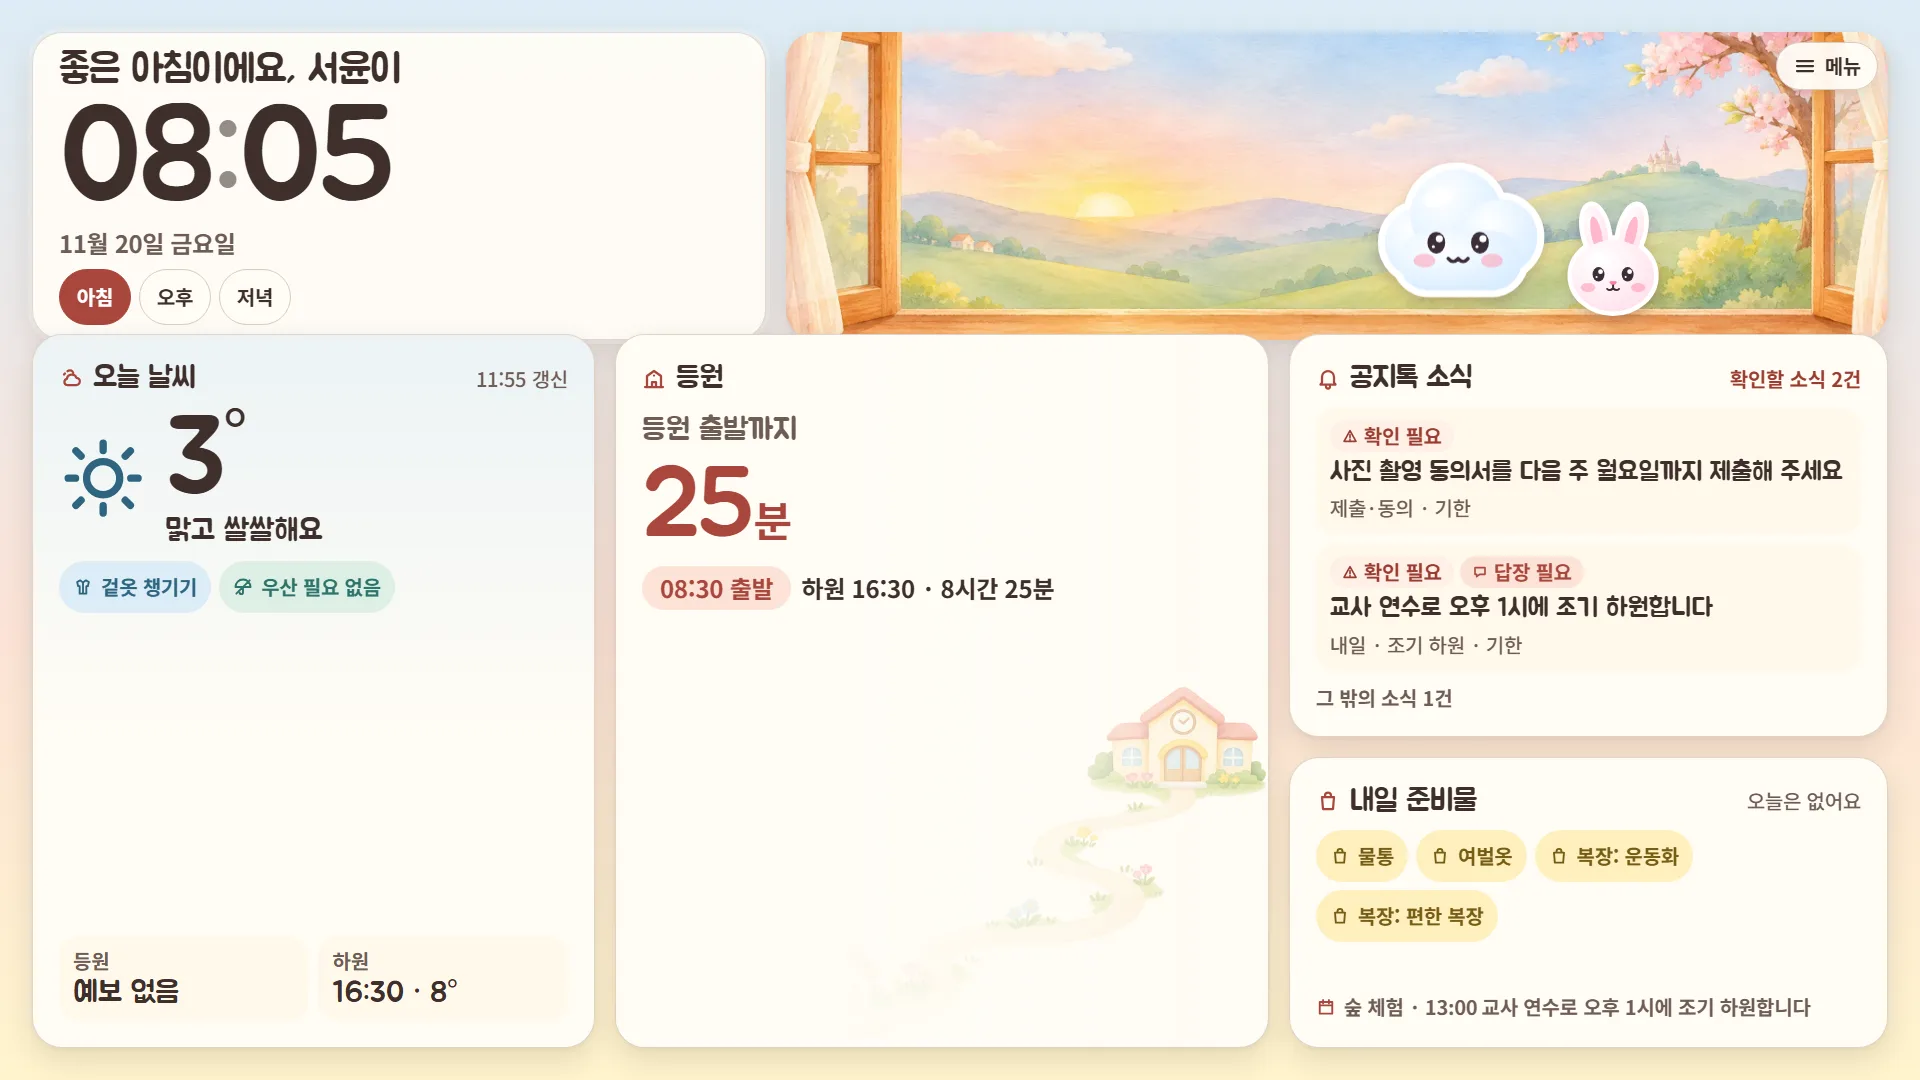 좋은 아침이에요, 서윤이
08:05
11월 20일 금요일
아침 오후 저녁
메뉴
오늘 날씨 11:55 갱신
3°
맑고 쌀쌀해요
겉옷 챙기기 우산 필요 없음
등원
예보 없음
하원
16:30 · 8°
등원
등원 출발까지
25분
08:30 출발 하원 16:30 · 8시간 25분
공지톡 소식 확인할 소식 2건
확인 필요
사진 촬영 동의서를 다음 주 월요일까지 제출해 주세요
제출·동의 · 기한
확인 필요 답장 필요
교사 연수로 오후 1시에 조기 하원합니다
내일 · 조기 하원 · 기한
그 밖의 소식 1건
내일 준비물 오늘은 없어요
물통 여벌옷 복장: 운동화
복장: 편한 복장
숲 체험 · 13:00 교사 연수로 오후 1시에 조기 하원합니다